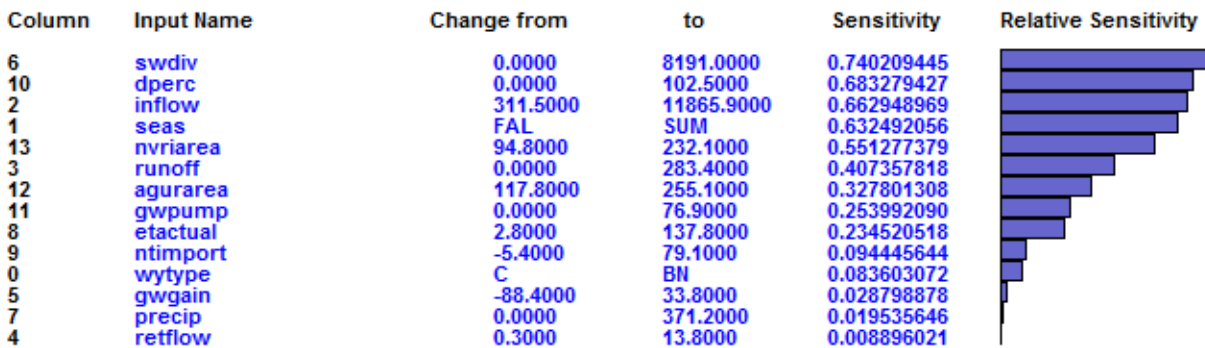 Column Input Name Change from to Sensitivity Relative Sensitivity
6 swdiv 0.0000 8191.0000 0.740209445
10 dperc 0.0000 102.5000 0.683279427
2 inflow 311.5000 11865.9000 0.662948969
1 seas FAL SUM 0.632492056
13 nvriarea 94.8000 232.1000 0.551277379
3 runoff 0.0000 283.4000 0.407357818
12 agurarea 117.8000 255.1000 0.327801308
11 gwpump 0.0000 76.9000 0.253992090
8 etactual 2.8000 137.8000 0.234520518
9 ntimport -5.4000 79.1000 0.094445644
0 wytype C BN 0.083603072
5 gwgain -88.4000 33.8000 0.028798878
7 precip 0.0000 371.2000 0.019535646
4 retflow 0.3000 13.8000 0.008896021